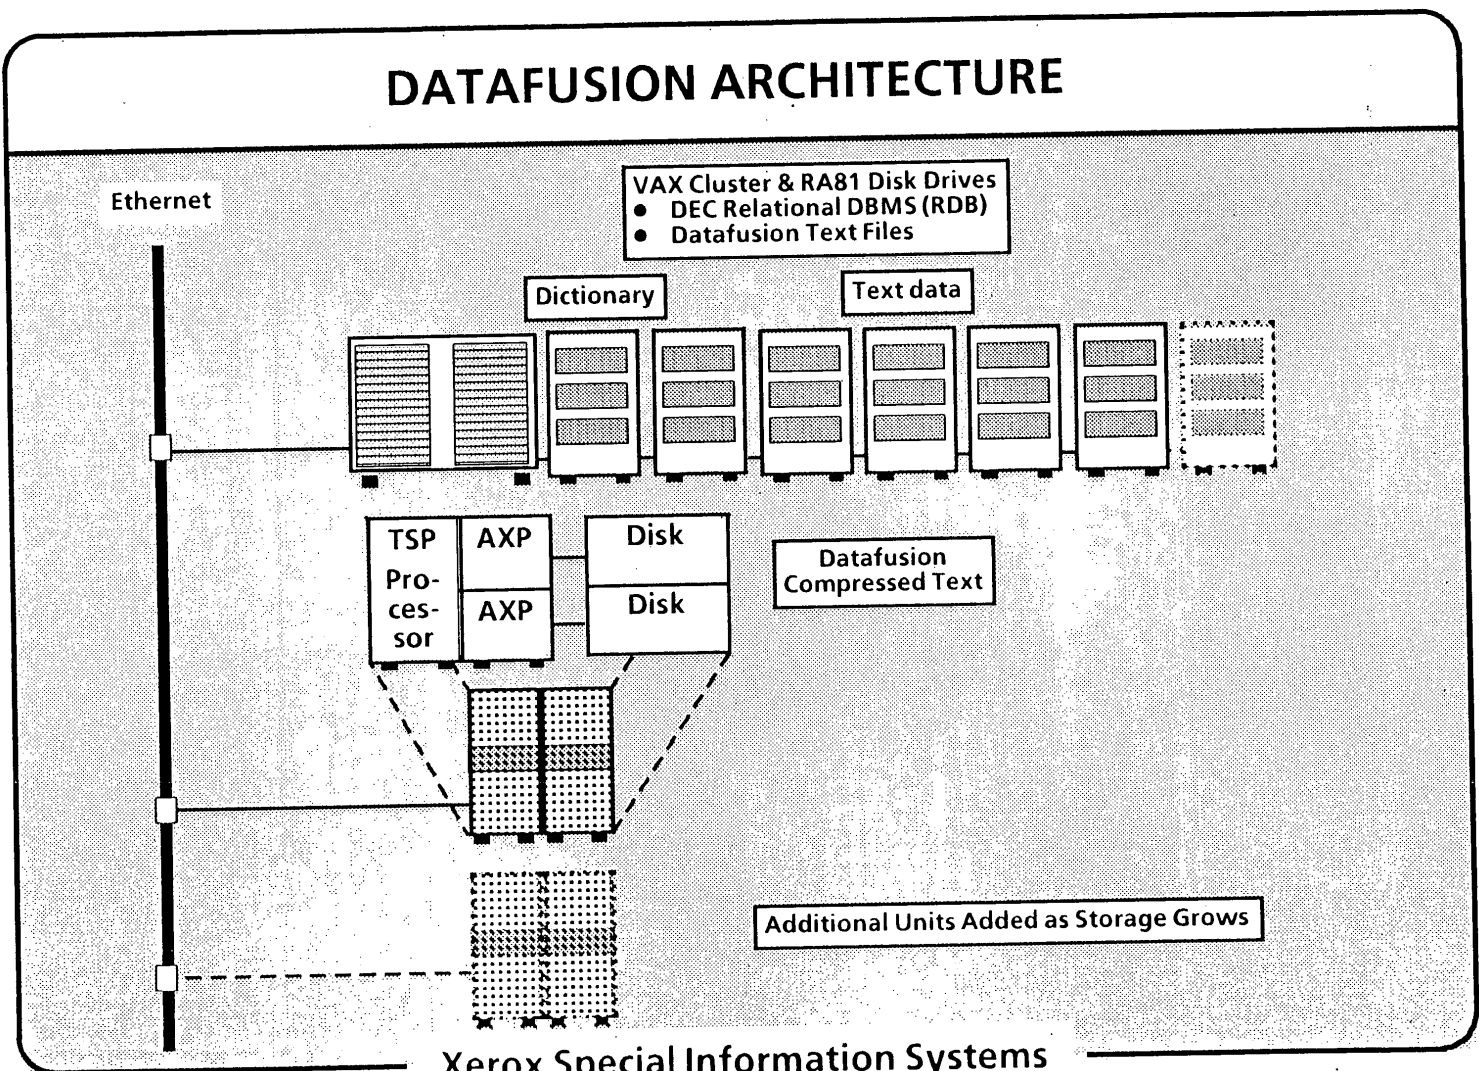 DATAFUSION ARCHITECTURE
Ethernet
VAX Cluster & RA81 Disk Drives
● DEC Relational DBMS (RDB)
● Datafusion Text Files
Dictionary
Text data
TSP
Pro-
ces-
sor
AXP
AXP
Disk
Disk
Datafusion
Compressed Text
Additional Units Added as Storage Grows
Xerox Special Information Systems